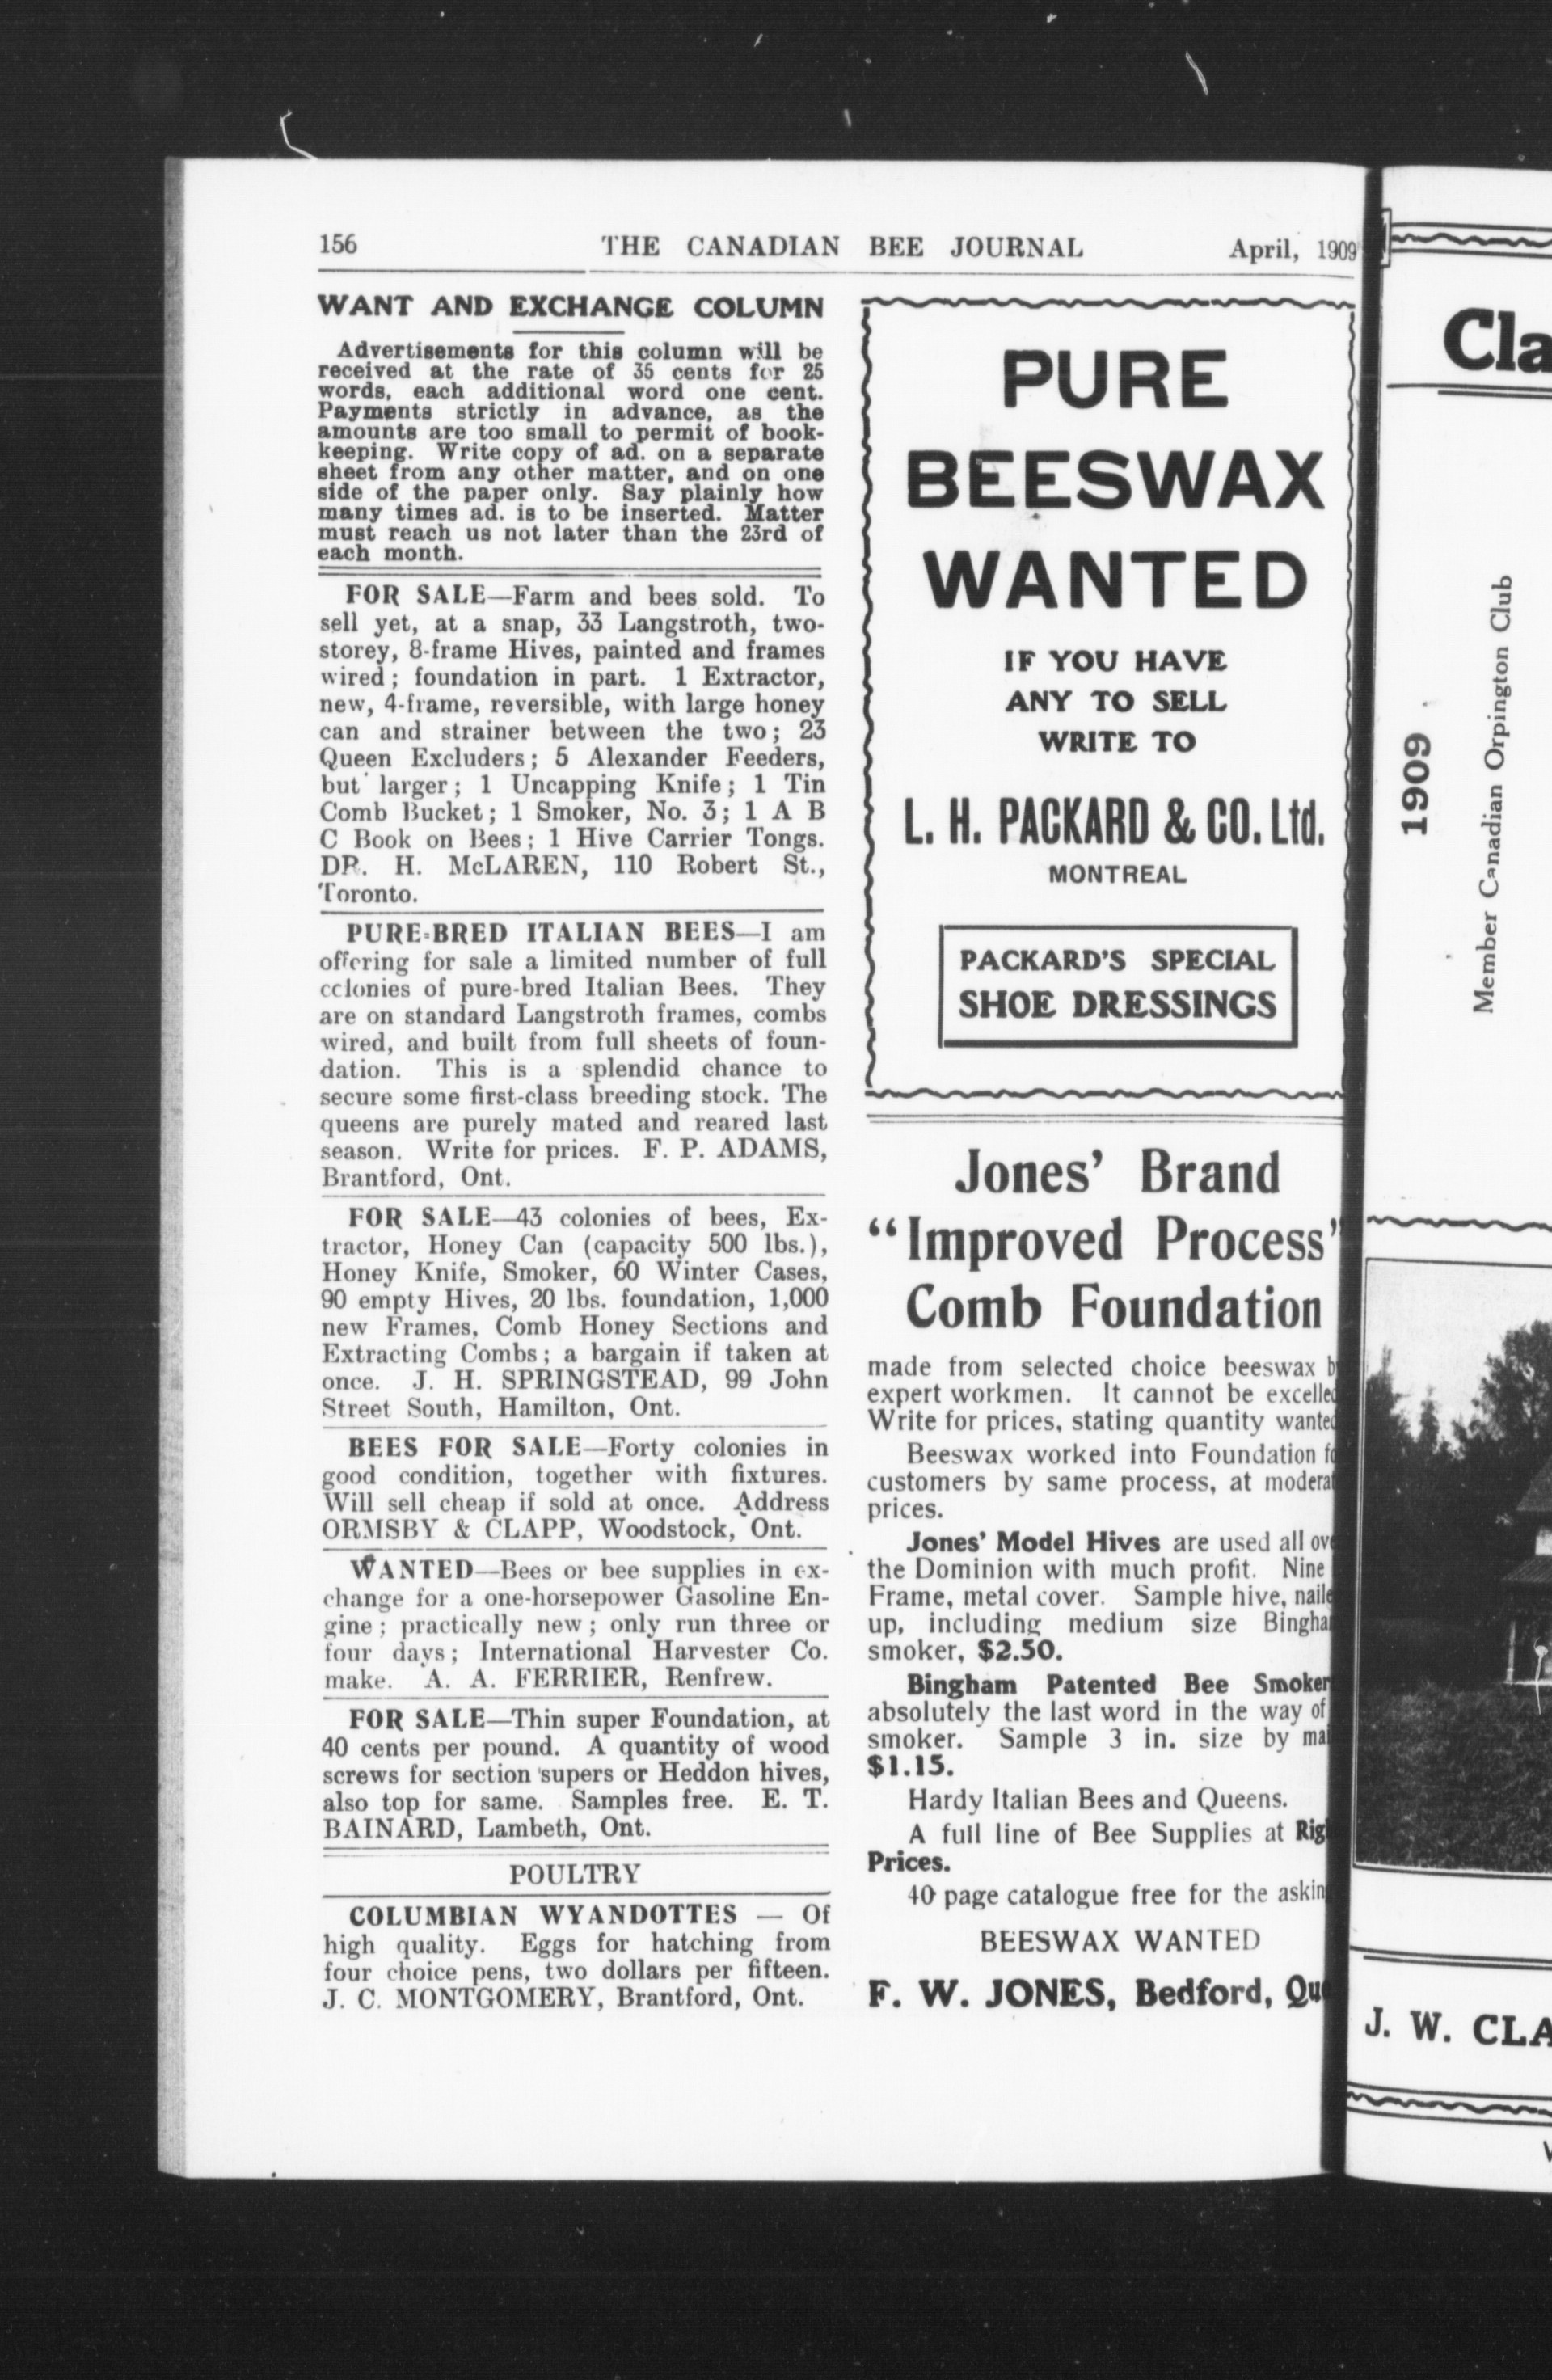 156 THE CANADIAN BEE JOURNAL April, 1909
WANT AND EXCHANGE COLUMN
Advertisements for this column will be
received at the rate of 35 cents for 25
words, each additional word one cent.
Payments strictly in advance, as the
amounts are too small to permit of book-
keeping. Write copy of ad. on a separate
sheet from any other matter, and on one
side of the paper only. Say plainly how
many times ad. is to be inserted. Matter
must reach us not later than the 23rd of
each month.
FOR SALE—Farm and bees sold. To
sell yet, at a snap, 33 Langstroth, two-
storey, 8-frame Hives, painted and frames
wired; foundation in part. 1 Extractor,
new, 4-frame, reversible, with large honey
can and strainer between the two; 23
Queen Excluders; 5 Alexander Feeders,
but larger; 1 Uncapping Knife; 1 Tin
Comb Bucket; 1 Smoker, No. 3; 1 A B
C Book on Bees; 1 Hive Carrier Tongs.
DR. H. McLAREN, 110 Robert St.,
Toronto.
PURE-BRED ITALIAN BEES—I am
offering for sale a limited number of full
colonies of pure-bred Italian Bees. They
are on standard Langstroth frames, combs
wired, and built from full sheets of foun-
dation. This is a splendid chance to
secure some first-class breeding stock. The
queens are purely mated and reared last
season. Write for prices. F. P. ADAMS,
Brantford, Ont.
FOR SALE—43 colonies of bees, Ex-
tractor, Honey Can (capacity 500 lbs.),
Honey Knife, Smoker, 60 Winter Cases,
90 empty Hives, 20 lbs. foundation, 1,000
new Frames, Comb Honey Sections and
Extracting Combs; a bargain if taken at
once. J. H. SPRINGSTEAD, 99 John
Street South, Hamilton, Ont.
BEES FOR SALE—Forty colonies in
good condition, together with fixtures.
Will sell cheap if sold at once. Address
ORMSBY & CLAPP, Woodstock, Ont.
WANTED—Bees or bee supplies in ex-
change for a one-horsepower Gasoline En-
gine; practically new; only run three or
four days; International Harvester Co.
make. A. A. FERRIER, Renfrew.
FOR SALE—Thin super Foundation, at
40 cents per pound. A quantity of wood
screws for section supers or Heddon hives,
also top for same. Samples free. E. T.
BAINARD, Lambeth, Ont.
POULTRY
COLUMBIAN WYANDOTTES — Of
high quality. Eggs for hatching from
four choice pens, two dollars per fifteen.
J. C. MONTGOMERY, Brantford, Ont.
PURE
BEESWAX
WANTED
IF YOU HAVE
ANY TO SELL
WRITE TO
L. H. PACKARD & CO. Ltd.
MONTREAL
PACKARD'S SPECIAL
SHOE DRESSINGS
Jones' Brand
"Improved Process"
Comb Foundation
made from selected choice beeswax b
expert workmen. It cannot be excelled
Write for prices, stating quantity wanted
Beeswax worked into Foundation fo
customers by same process, at moderat
prices.
Jones' Model Hives are used all ove
the Dominion with much profit. Nine
Frame, metal cover. Sample hive, naile
up, including medium size Bingha
smoker, $2.50.
Bingham Patented Bee Smoker
absolutely the last word in the way of
smoker. Sample 3 in. size by mai
$1.15.
Hardy Italian Bees and Queens.
A full line of Bee Supplies at Rig
Prices.
40 page catalogue free for the askin
BEESWAX WANTED
F. W. JONES, Bedford, Que
Cla
1909
Member Canadian Orpington Club
J. W. CLA